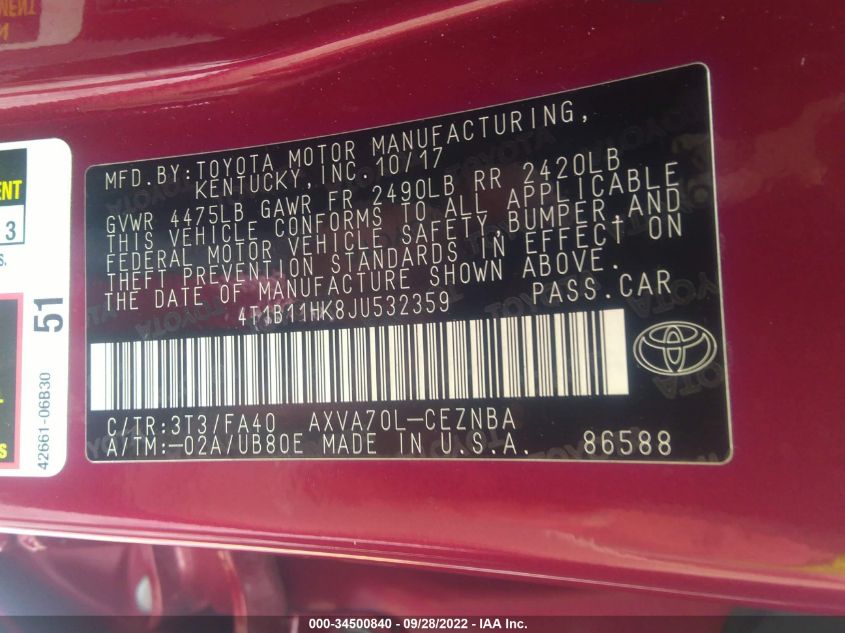 MFD.BY:TOYOTA MOTOR MANUFACTURING,
KENTUCKY, INC. 10/17
GVWR 4475LB GAWR FR 2490LB RR 2420LB
THIS VEHICLE CONFORMS TO ALL APPLICABLE
FEDERAL MOTOR VEHICLE SAFETY,BUMPER,AND
THEFT PREVENTION STANDARDS IN EFFECT ON
THE DATE OF MANUFACTURE SHOWN ABOVE.
4T1B11HK8JU532359 PASS.CAR
C/TR:3T3/FA40 AXVA70L-CEZNBA
A/TM:-02A/UB80E MADE IN U.S.A. 86588
ENT
3
S.
51
42661-06B30
s
000-34500840 - 09/28/2022 - IAA Inc.